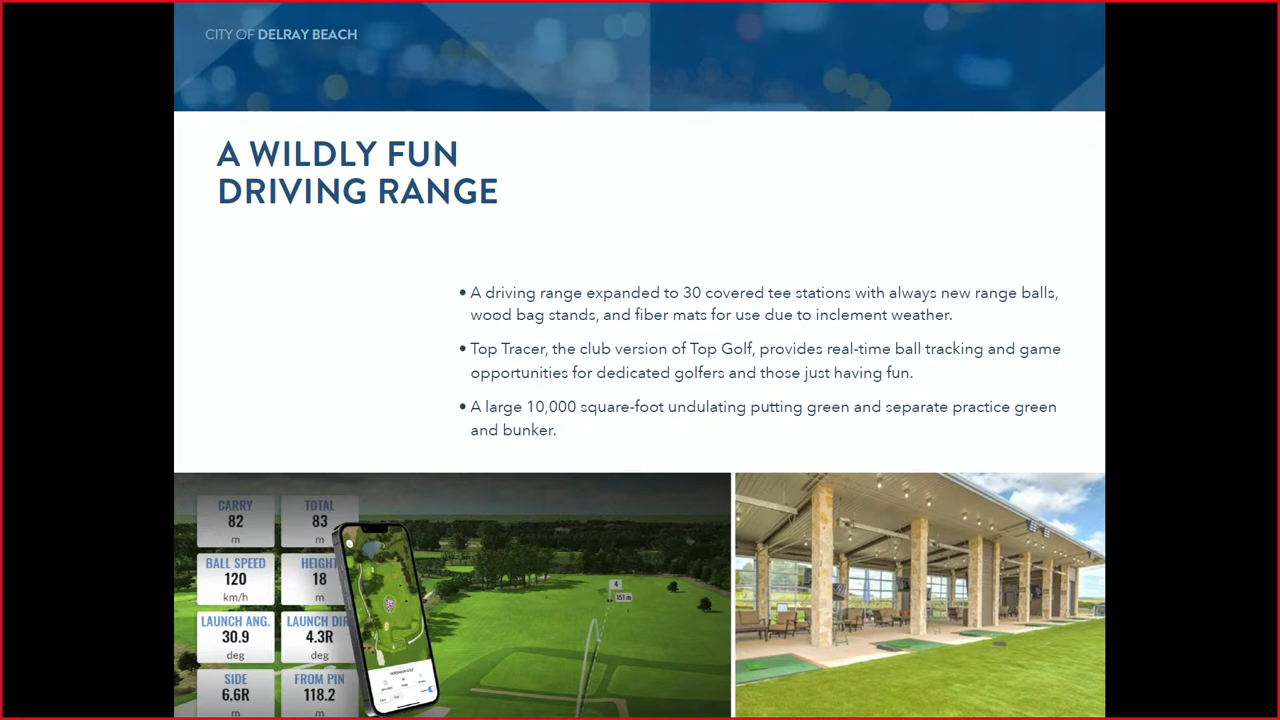 CITY OF DELRAY BEACH
A WILDLY FUN
DRIVING RANGE
• A driving range expanded to 30 covered tee stations with always new range balls,
wood bag stands, and fiber mats for use due to inclement weather.
• Top Tracer, the club version of Top Golf, provides real-time ball tracking and game
opportunities for dedicated golfers and those just having fun.
• A large 10,000 square-foot undulating putting green and separate practice green
and bunker.
CARRY
82
m
TOTAL
83
BALL SPEED
120
km/h
HEIGHT
18
m
LAUNCH ANG.
30.9
deg
LAUNCH DIR
4.3R
deg
SIDE
6.6R
m
FROM PIN
118.2
m
4
151 m